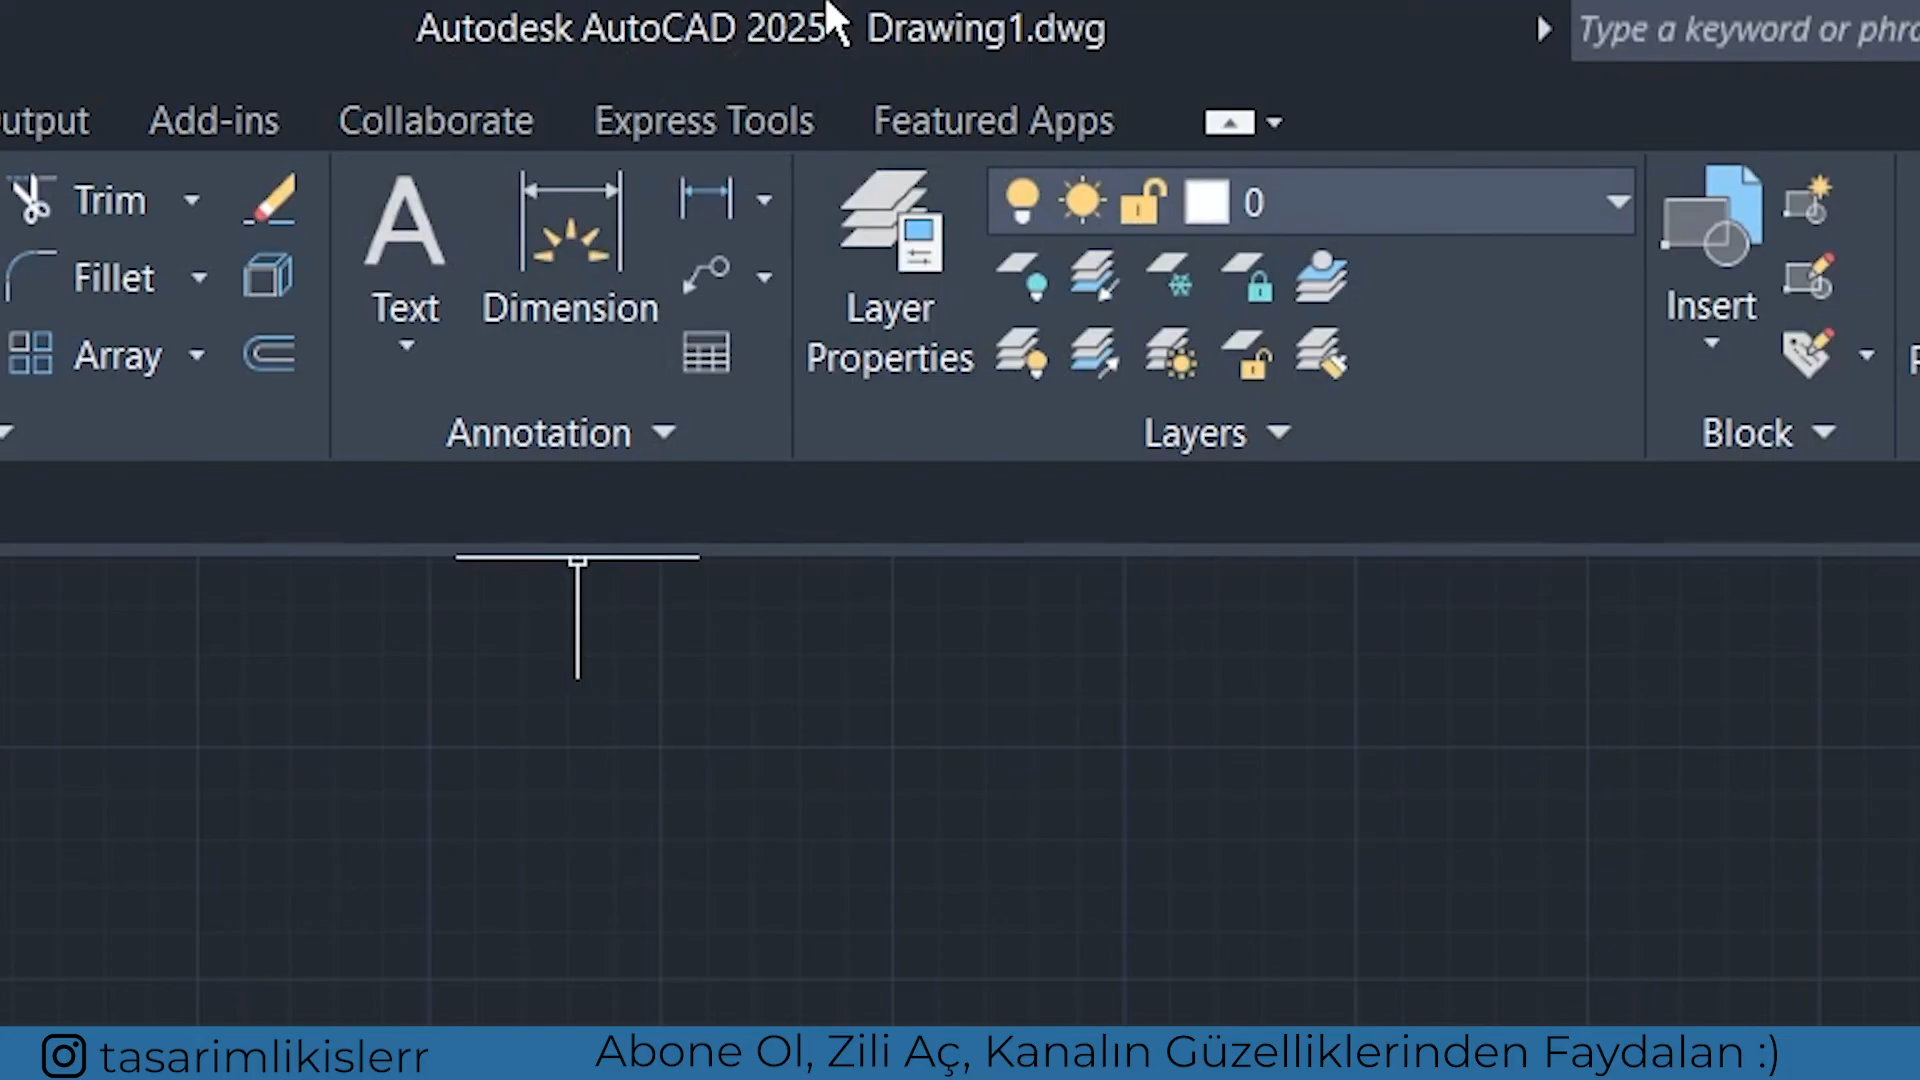 Autodesk AutoCAD 2025 Drawing1.dwg
Type a keyword or phra
utput Add-ins Collaborate Express Tools Featured Apps
Trim
Fillet
Array
Text
Dimension
Annotation
Layer
Properties
0
Layers
Insert
Block
tasarimlikislerr
Abone Ol, Zili Aç, Kanalın Güzelliklerinden Faydalan :)